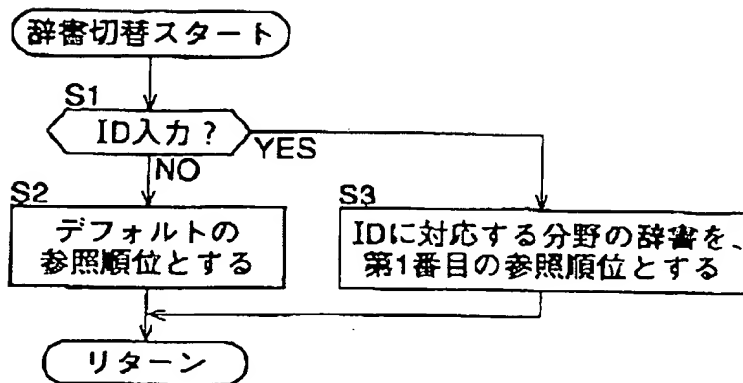 辞書切替スタート
S1
ID入力？
YES
NO
S2
デフォルトの
参照順位とする
S3
IDに対応する分野の辞書を、
第1番目の参照順位とする
リターン